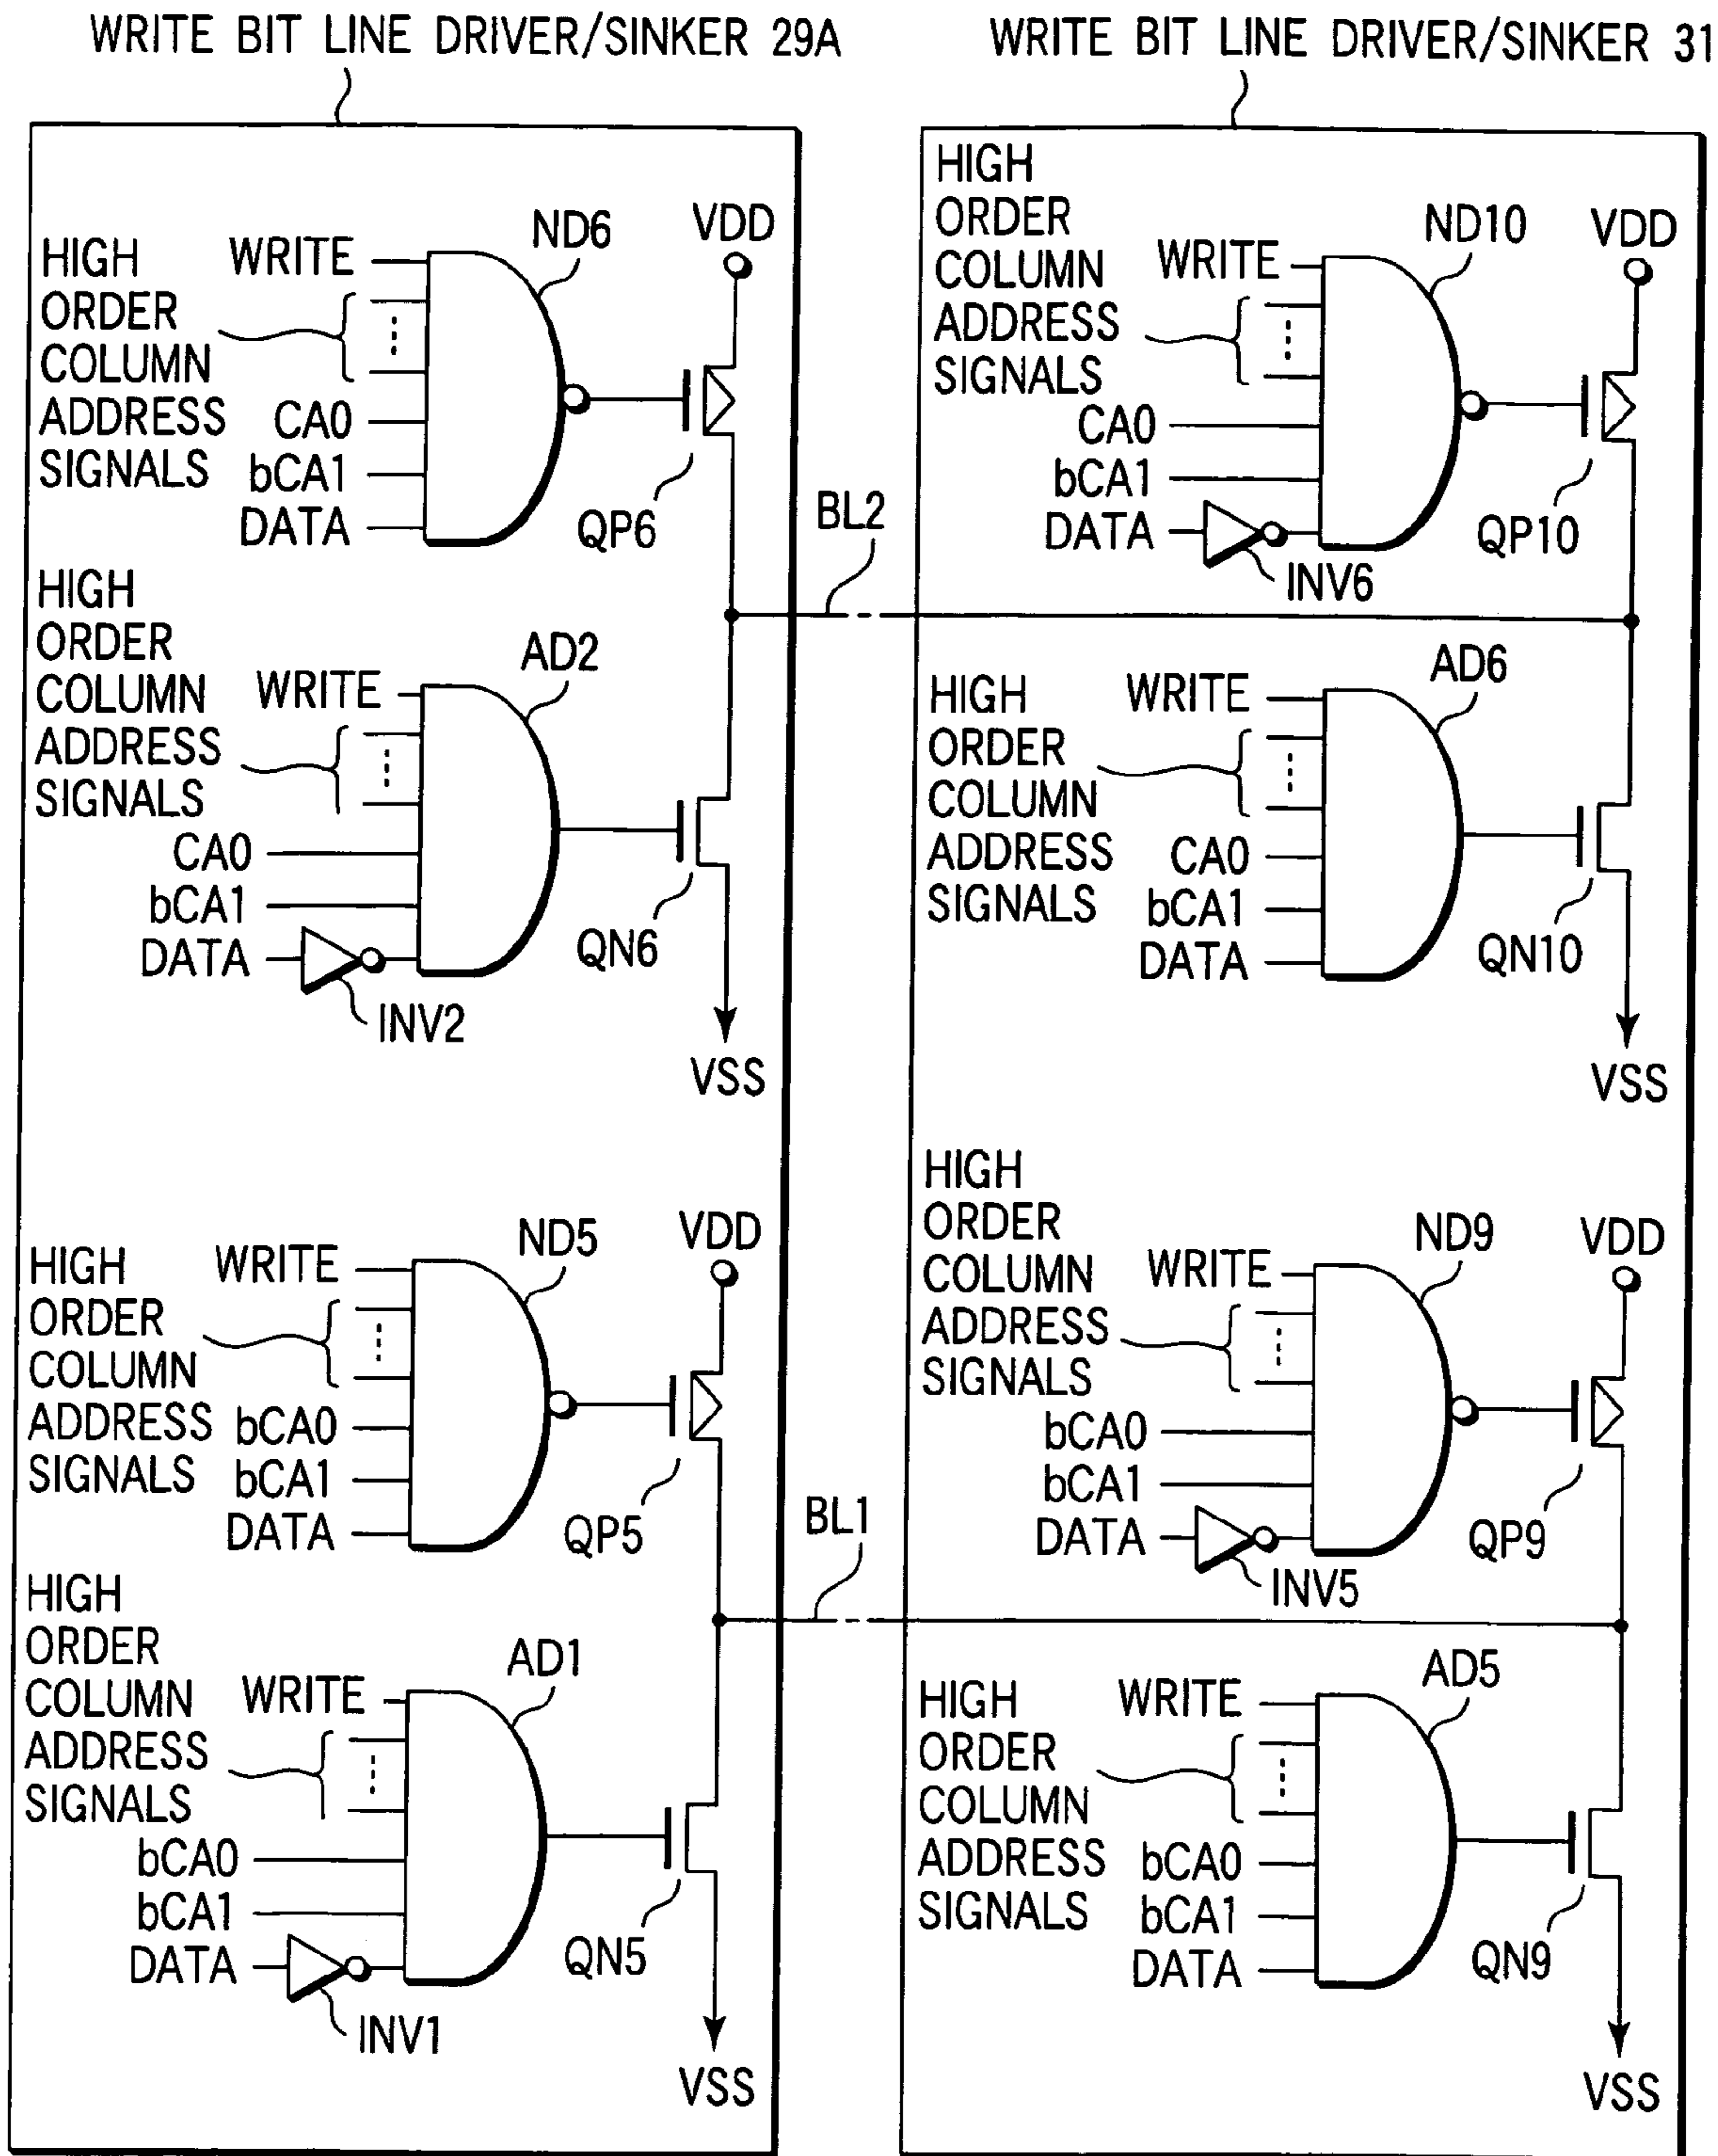 WRITE BIT LINE DRIVER/SINKER 29A
WRITE BIT LINE DRIVER/SINKER 31
HIGH
ORDER
COLUMN
ADDRESS
SIGNALS
WRITE
CA0
bCA1
DATA
ND6
VDD
QP6
BL2
HIGH
ORDER
COLUMN
ADDRESS
SIGNALS
WRITE
CA0
bCA1
DATA
INV2
AD2
QN6
VSS
HIGH
ORDER
COLUMN
ADDRESS
SIGNALS
WRITE
bCA0
bCA1
DATA
ND5
VDD
QP5
BL1
HIGH
ORDER
COLUMN
ADDRESS
SIGNALS
WRITE
bCA0
bCA1
DATA
INV1
AD1
QN5
VSS
HIGH
ORDER
COLUMN
ADDRESS
SIGNALS
WRITE
CA0
bCA1
DATA
INV6
ND10
VDD
QP10
HIGH
ORDER
COLUMN
ADDRESS
SIGNALS
WRITE
CA0
bCA1
DATA
AD6
QN10
VSS
HIGH
ORDER
COLUMN
ADDRESS
SIGNALS
WRITE
bCA0
bCA1
DATA
INV5
ND9
VDD
QP9
HIGH
ORDER
COLUMN
ADDRESS
SIGNALS
WRITE
bCA0
bCA1
DATA
AD5
QN9
VSS